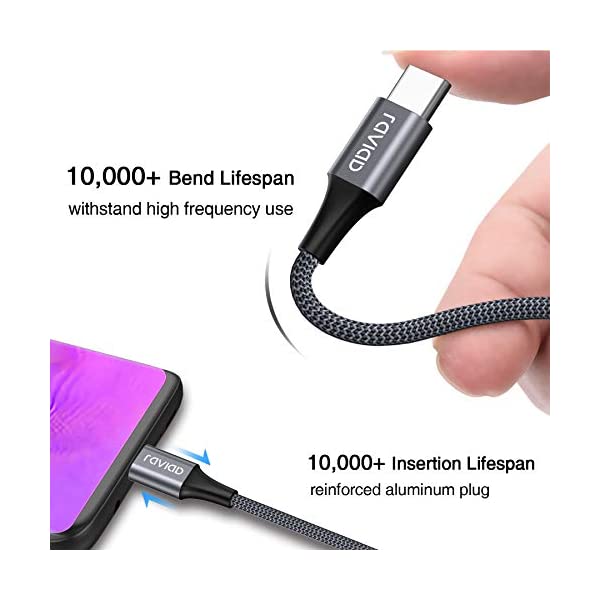 raviad
10,000+ Bend Lifespan
withstand high frequency use
raviad
10,000+ Insertion Lifespan
reinforced aluminum plug